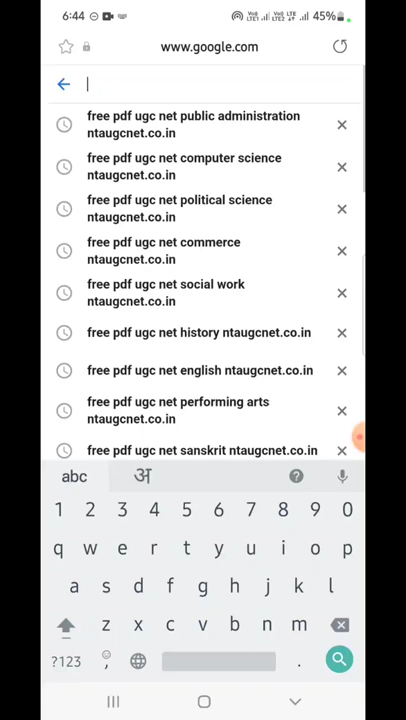 6:44 45%
www.google.com
free pdf ugc net public administration
ntaugcnet.co.in
free pdf ugc net computer science
ntaugcnet.co.in
free pdf ugc net political science
ntaugcnet.co.in
free pdf ugc net commerce
ntaugcnet.co.in
free pdf ugc net social work
ntaugcnet.co.in
free pdf ugc net history ntaugcnet.co.in
free pdf ugc net english ntaugcnet.co.in
free pdf ugc net performing arts
ntaugcnet.co.in
free pdf ugc net sanskrit ntaugcnet.co.in
abc अ
1 2 3 4 5 6 7 8 9 0
q w e r t y u i o p
a s d f g h j k l
z x c v b n m
?123 , .